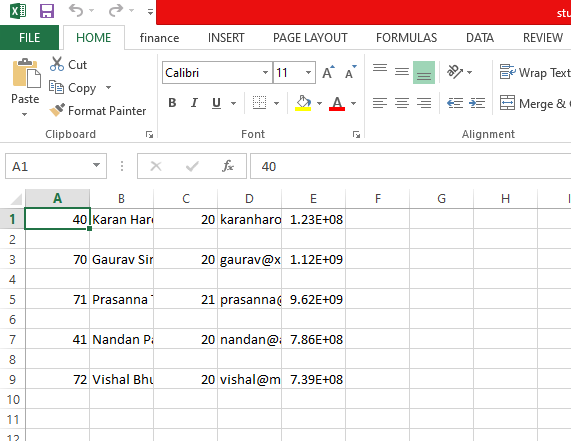 stu
FILE HOME finance INSERT PAGE LAYOUT FORMULAS DATA REVIEW
Cut
Copy
Format Painter
Paste
Calibri 11 A A
B I U A
Wrap Text
Merge &
Clipboard Font Alignment
A1 fx 40
A B C D E F G H I
1 40 Karan Haro 20 karanharo 1.23E+08
2
3 70 Gaurav Sin 20 gaurav@x 1.12E+09
4
5 71 Prasanna T 21 prasanna@ 9.62E+09
6
7 41 Nandan Pa 20 nandan@a 7.86E+08
8
9 72 Vishal Bhu 20 vishal@m 7.39E+08
10
11
12